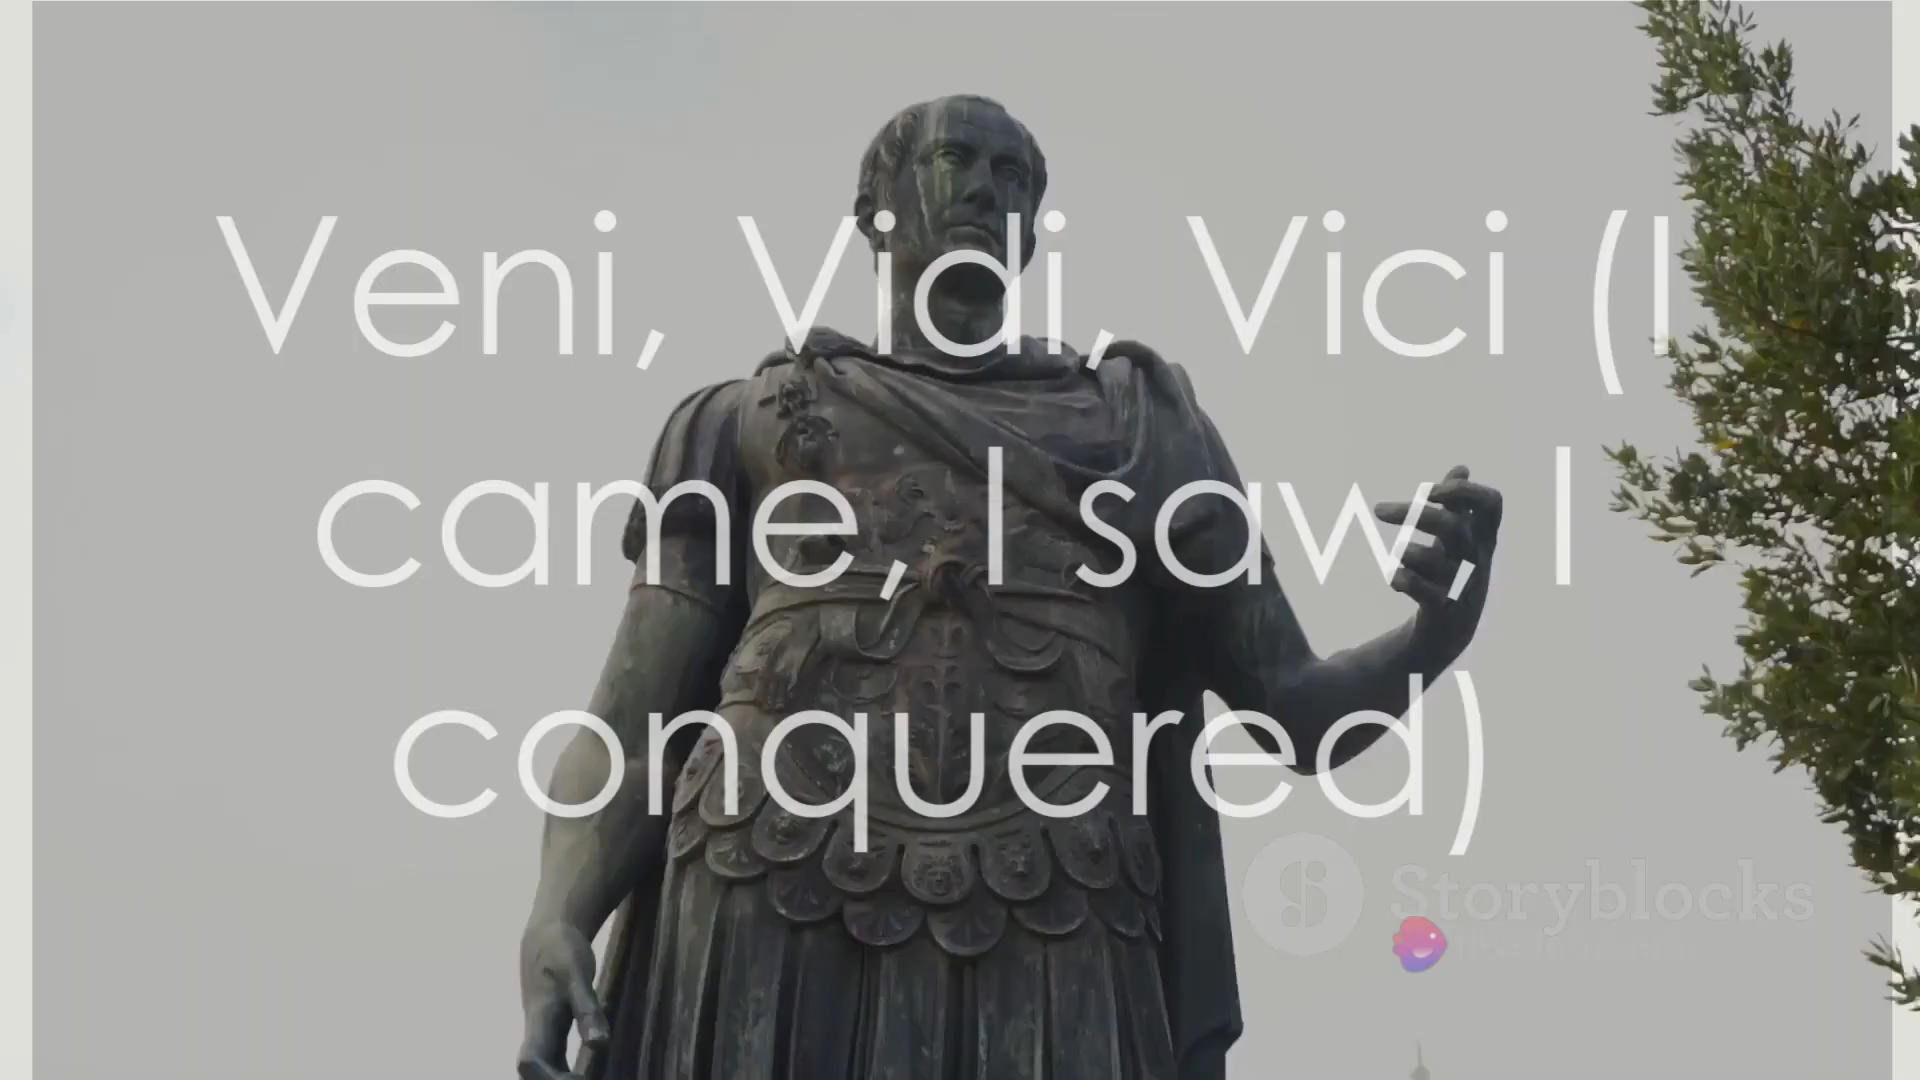 Veni, Vidi, Vici (I
came, I saw, I
conquered)
Storyblocks